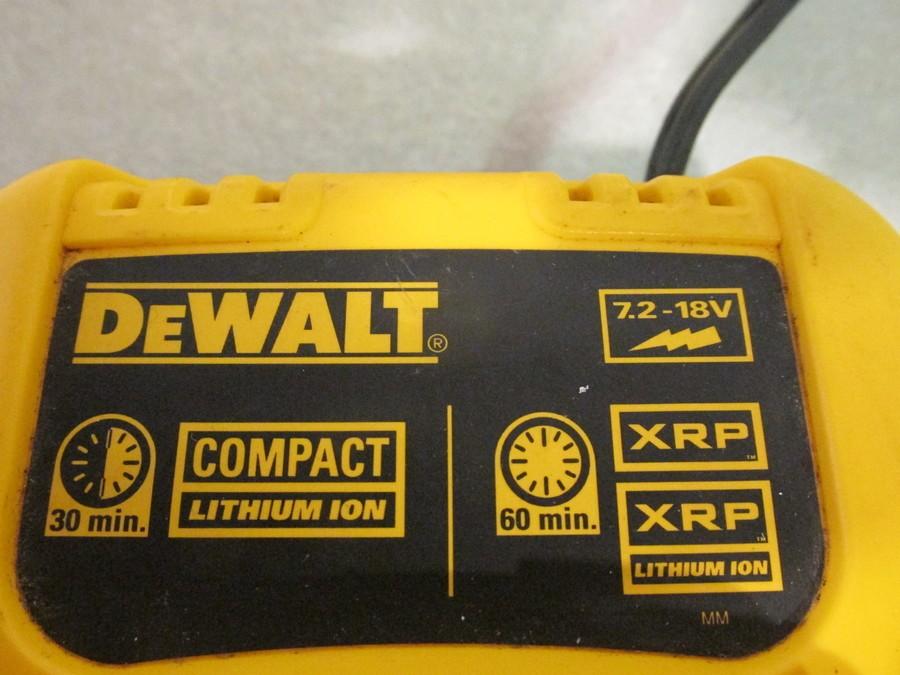 DEWALT®
7.2-18V
30 min.
COMPACT
LITHIUM ION
60 min.
XRP™
XRP™
LITHIUM ION
MM